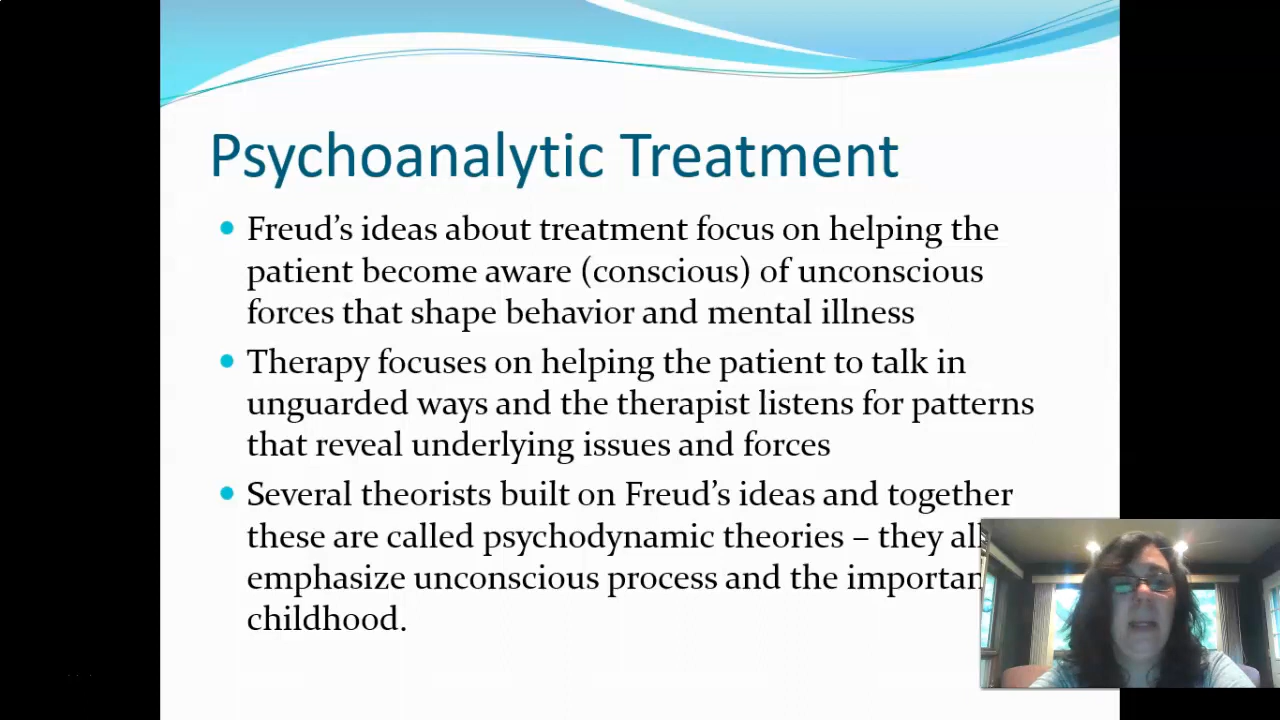 Psychoanalytic Treatment
• Freud’s ideas about treatment focus on helping the
patient become aware (conscious) of unconscious
forces that shape behavior and mental illness
• Therapy focuses on helping the patient to talk in
unguarded ways and the therapist listens for patterns
that reveal underlying issues and forces
• Several theorists built on Freud’s ideas and together
these are called psychodynamic theories – they all
emphasize unconscious process and the importan
childhood.